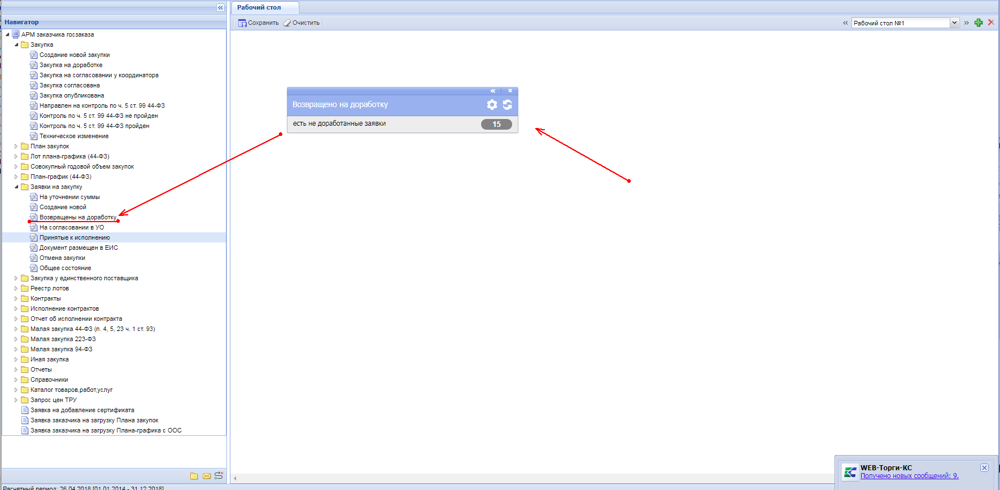 Рабочий стол
Навигатор
Сохранить Очистить
« Рабочий стол №1 »
АРМ заказчика госзаказа
Закупка
Создание новой закупки
Закупка на доработке
Закупка на согласовании у координатора
Закупка согласована
Закупка опубликована
Направлен на контроль по ч. 5 ст. 99 44-ФЗ
Контроль по ч. 5 ст. 99 44-ФЗ не пройден
Контроль по ч. 5 ст. 99 44-ФЗ пройден
Техническое изменение
План закупок
Лот плана-графика (44-ФЗ)
Совокупный годовой объем закупок
План-график (44-ФЗ)
Заявки на закупку
На уточнении суммы
Создание новой
Возвращены на доработку
На согласовании в УО
Принятые к исполнению
Документ размещен в ЕИС
Отмена закупки
Общее состояние
Закупка у единственного поставщика
Реестр лотов
Контракты
Исполнение контрактов
Отчет об исполнении контракта
Малая закупка 44-ФЗ (п. 4, 5, 23 ч. 1 ст. 93)
Малая закупка 223-ФЗ
Малая закупка 94-ФЗ
Иная закупка
Отчеты
Справочники
Каталог товаров,работ,услуг
Запрос цен ТРУ
Заявка на добавление сертификата
Заявка заказчика на загрузку Плана закупок
Заявка заказчика на загрузку Плана-графика с ООС
Возвращено на доработку
есть не доработанные заявки 15
WEB-Торги-КС
Получено новых сообщений: 9.
Расчетный период: 26.04.2018 [01.01.2014 - 31.12.2018]